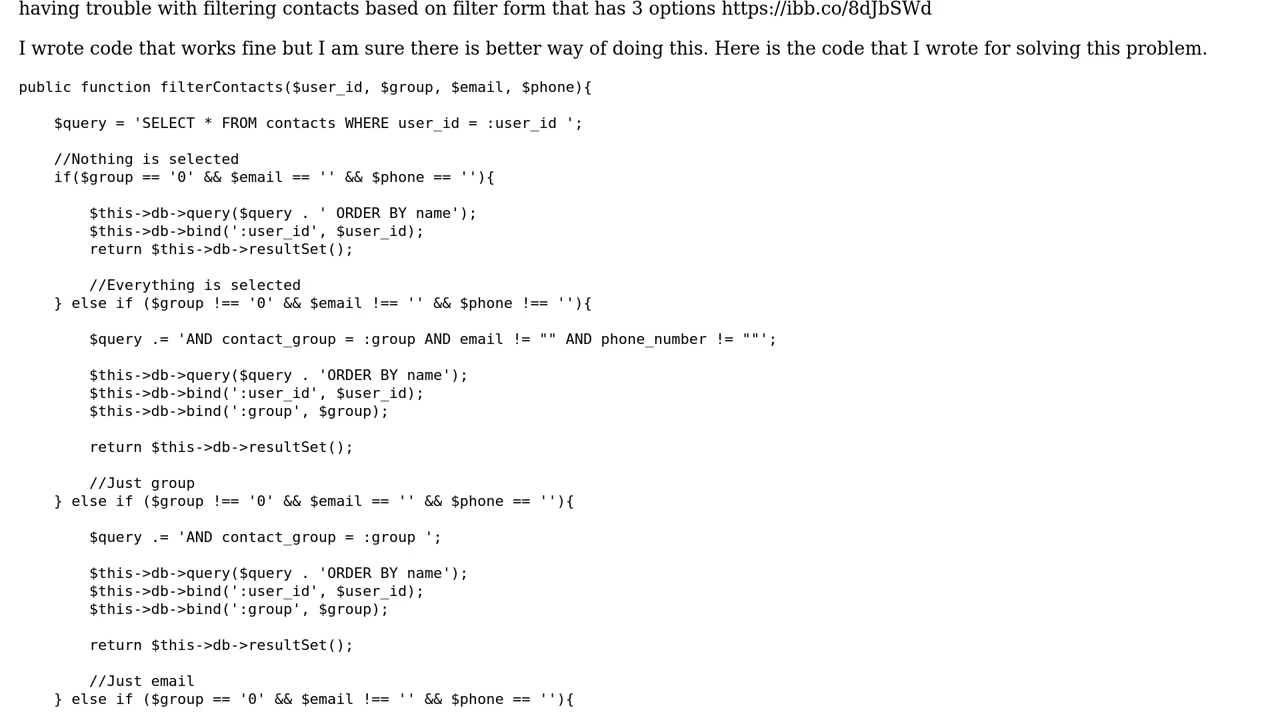 having trouble with filtering contacts based on filter form that has 3 options https://ibb.co/8dJbSWd
I wrote code that works fine but I am sure there is better way of doing this. Here is the code that I wrote for solving this problem.
public function filterContacts($user_id, $group, $email, $phone){
$query = 'SELECT * FROM contacts WHERE user_id = :user_id ';
//Nothing is selected
if($group == '0' && $email == '' && $phone == ''){
$this->db->query($query . ' ORDER BY name');
$this->db->bind(':user_id', $user_id);
return $this->db->resultSet();
//Everything is selected
} else if ($group !== '0' && $email !== '' && $phone !== ''){
$query .= 'AND contact_group = :group AND email != "" AND phone_number != ""';
$this->db->query($query . 'ORDER BY name');
$this->db->bind(':user_id', $user_id);
$this->db->bind(':group', $group);
return $this->db->resultSet();
//Just group
} else if ($group !== '0' && $email == '' && $phone == ''){
$query .= 'AND contact_group = :group ';
$this->db->query($query . 'ORDER BY name');
$this->db->bind(':user_id', $user_id);
$this->db->bind(':group', $group);
return $this->db->resultSet();
//Just email
} else if ($group == '0' && $email !== '' && $phone == ''){